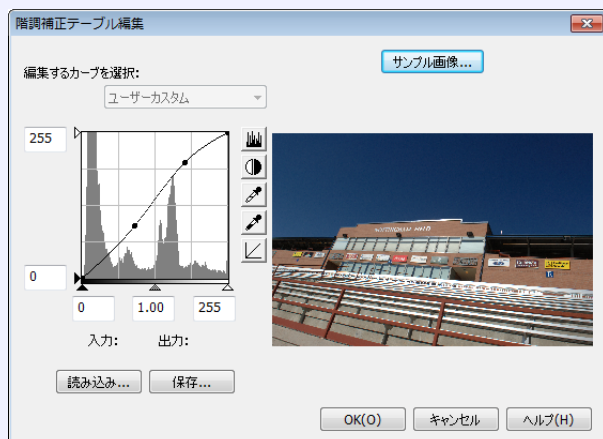 階調補正テーブル編集
サンプル画像...
編集するカーブを選択:
ユーザーカスタム
255
0
0 1.00 255
入力: 出力:
読み込み... 保存...
OK(O) キャンセル ヘルプ(H)